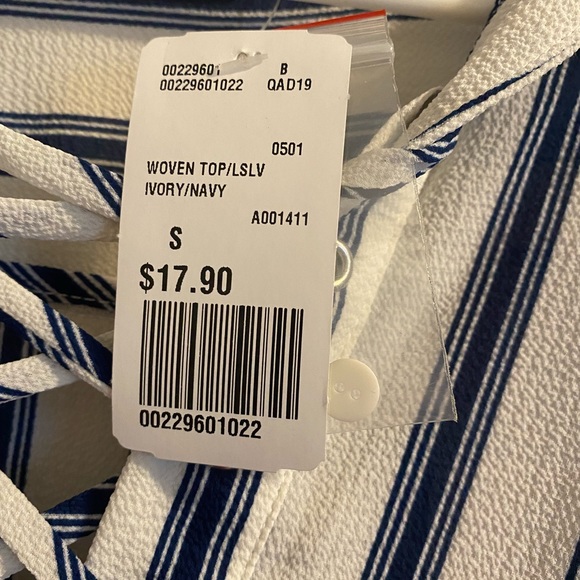 00229601 B
00229601022 QAD19
0501
WOVEN TOP/LSLV
IVORY/NAVY
A001411
S
$17.90
00229601022